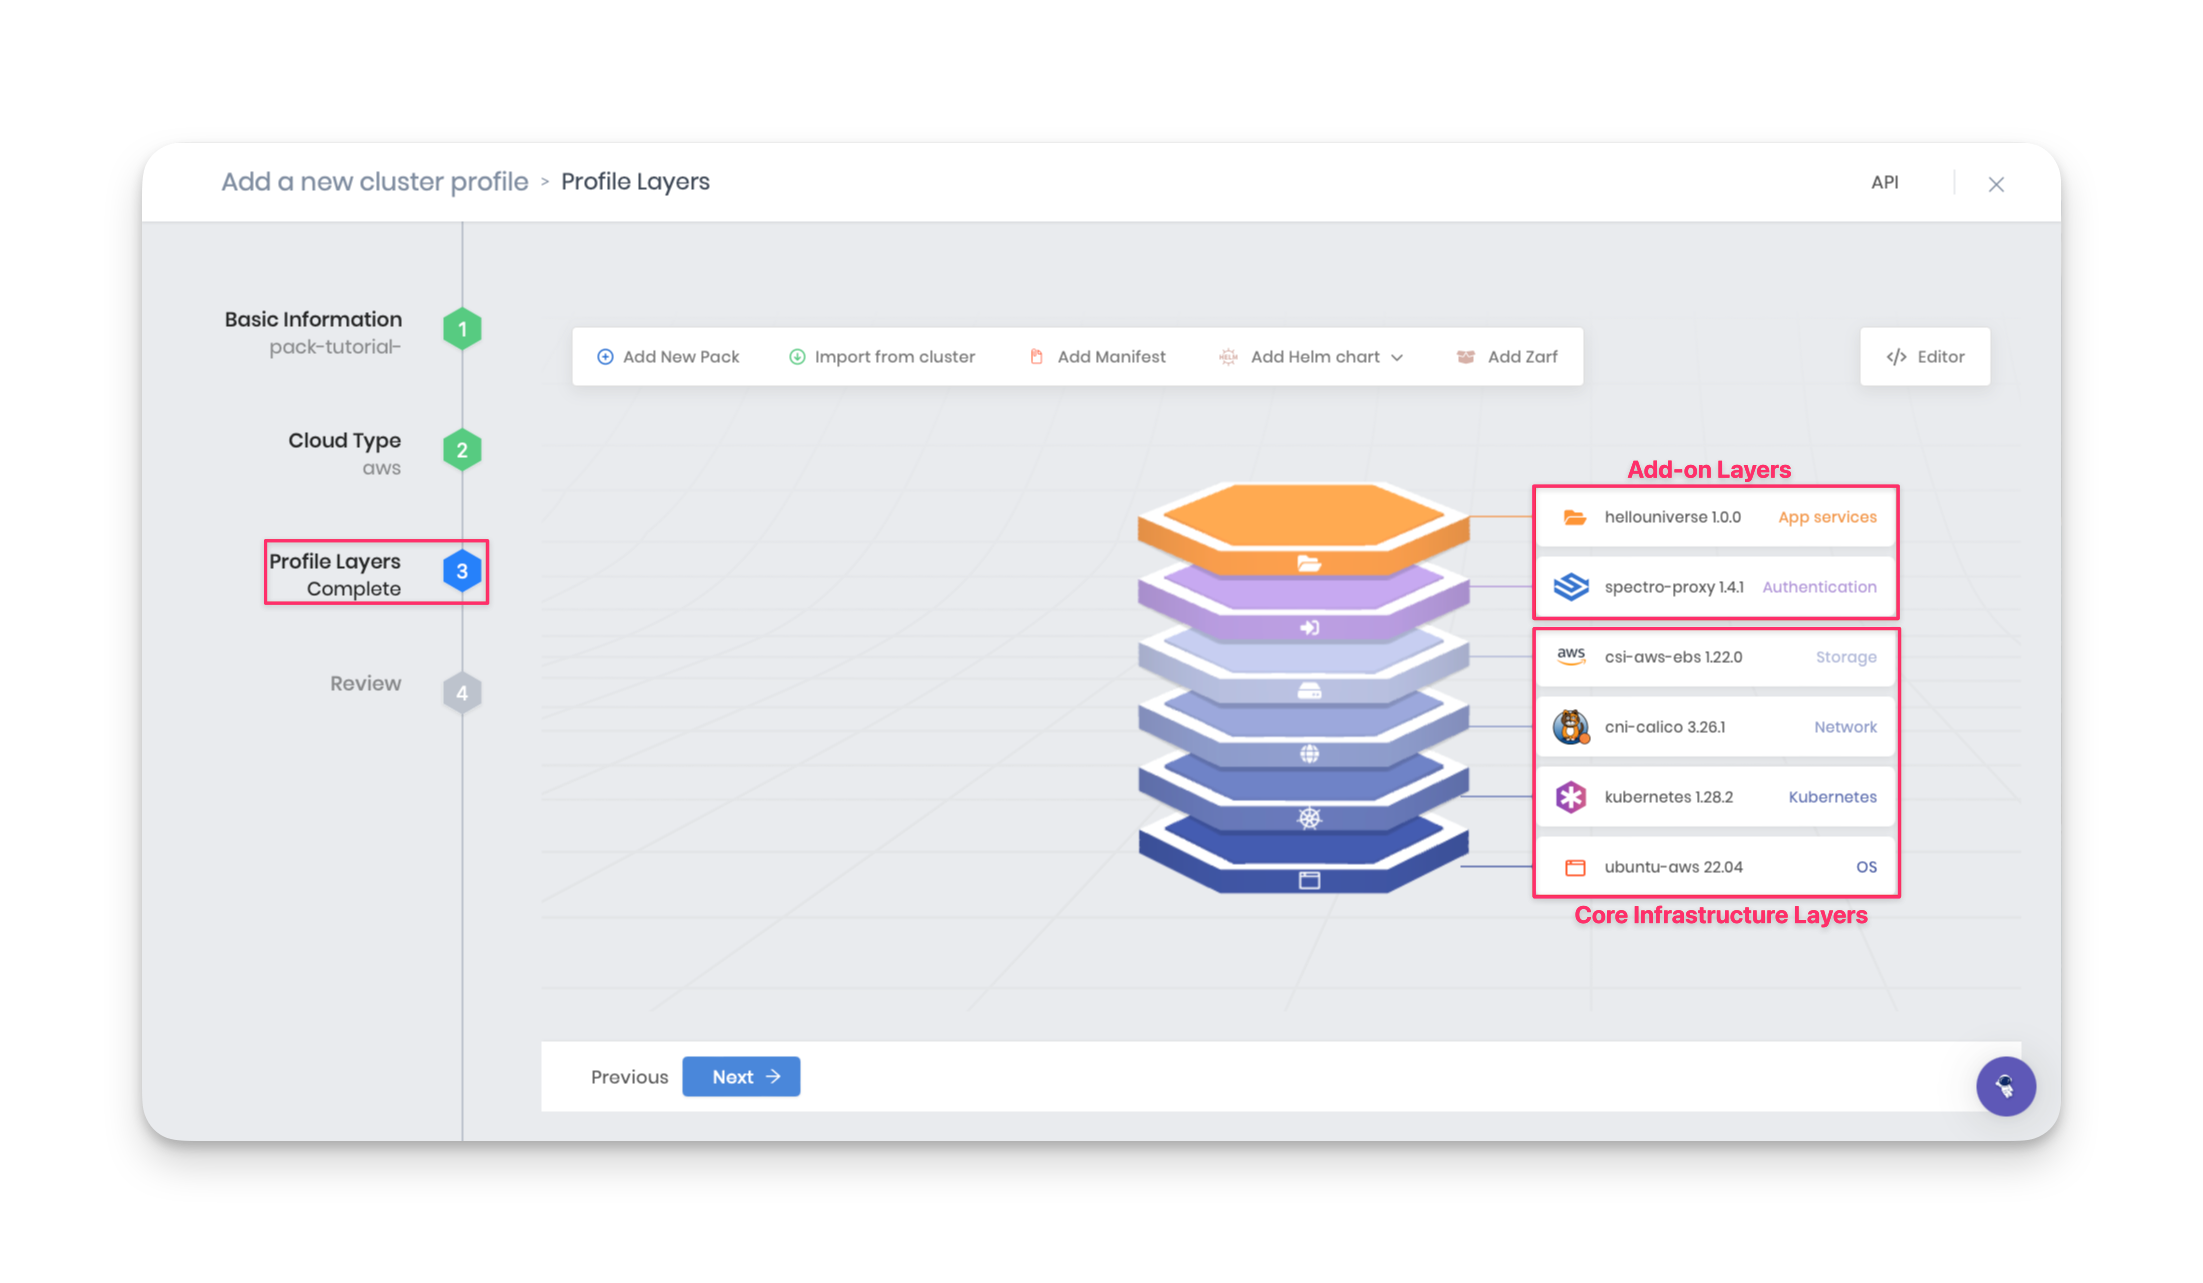 Add a new cluster profile > Profile Layers
API
Basic Information
pack-tutorial-
1
Cloud Type
aws
2
Profile Layers
Complete
3
Review
4
Add New Pack
Import from cluster
Add Manifest
HELM
Add Helm chart
Add Zarf
</> Editor
Add-on Layers
hellouniverse 1.0.0 App services
spectro-proxy 1.4.1 Authentication
aws csi-aws-ebs 1.22.0 Storage
cni-calico 3.26.1 Network
kubernetes 1.28.2 Kubernetes
ubuntu-aws 22.04 OS
Core Infrastructure Layers
Previous
Next →